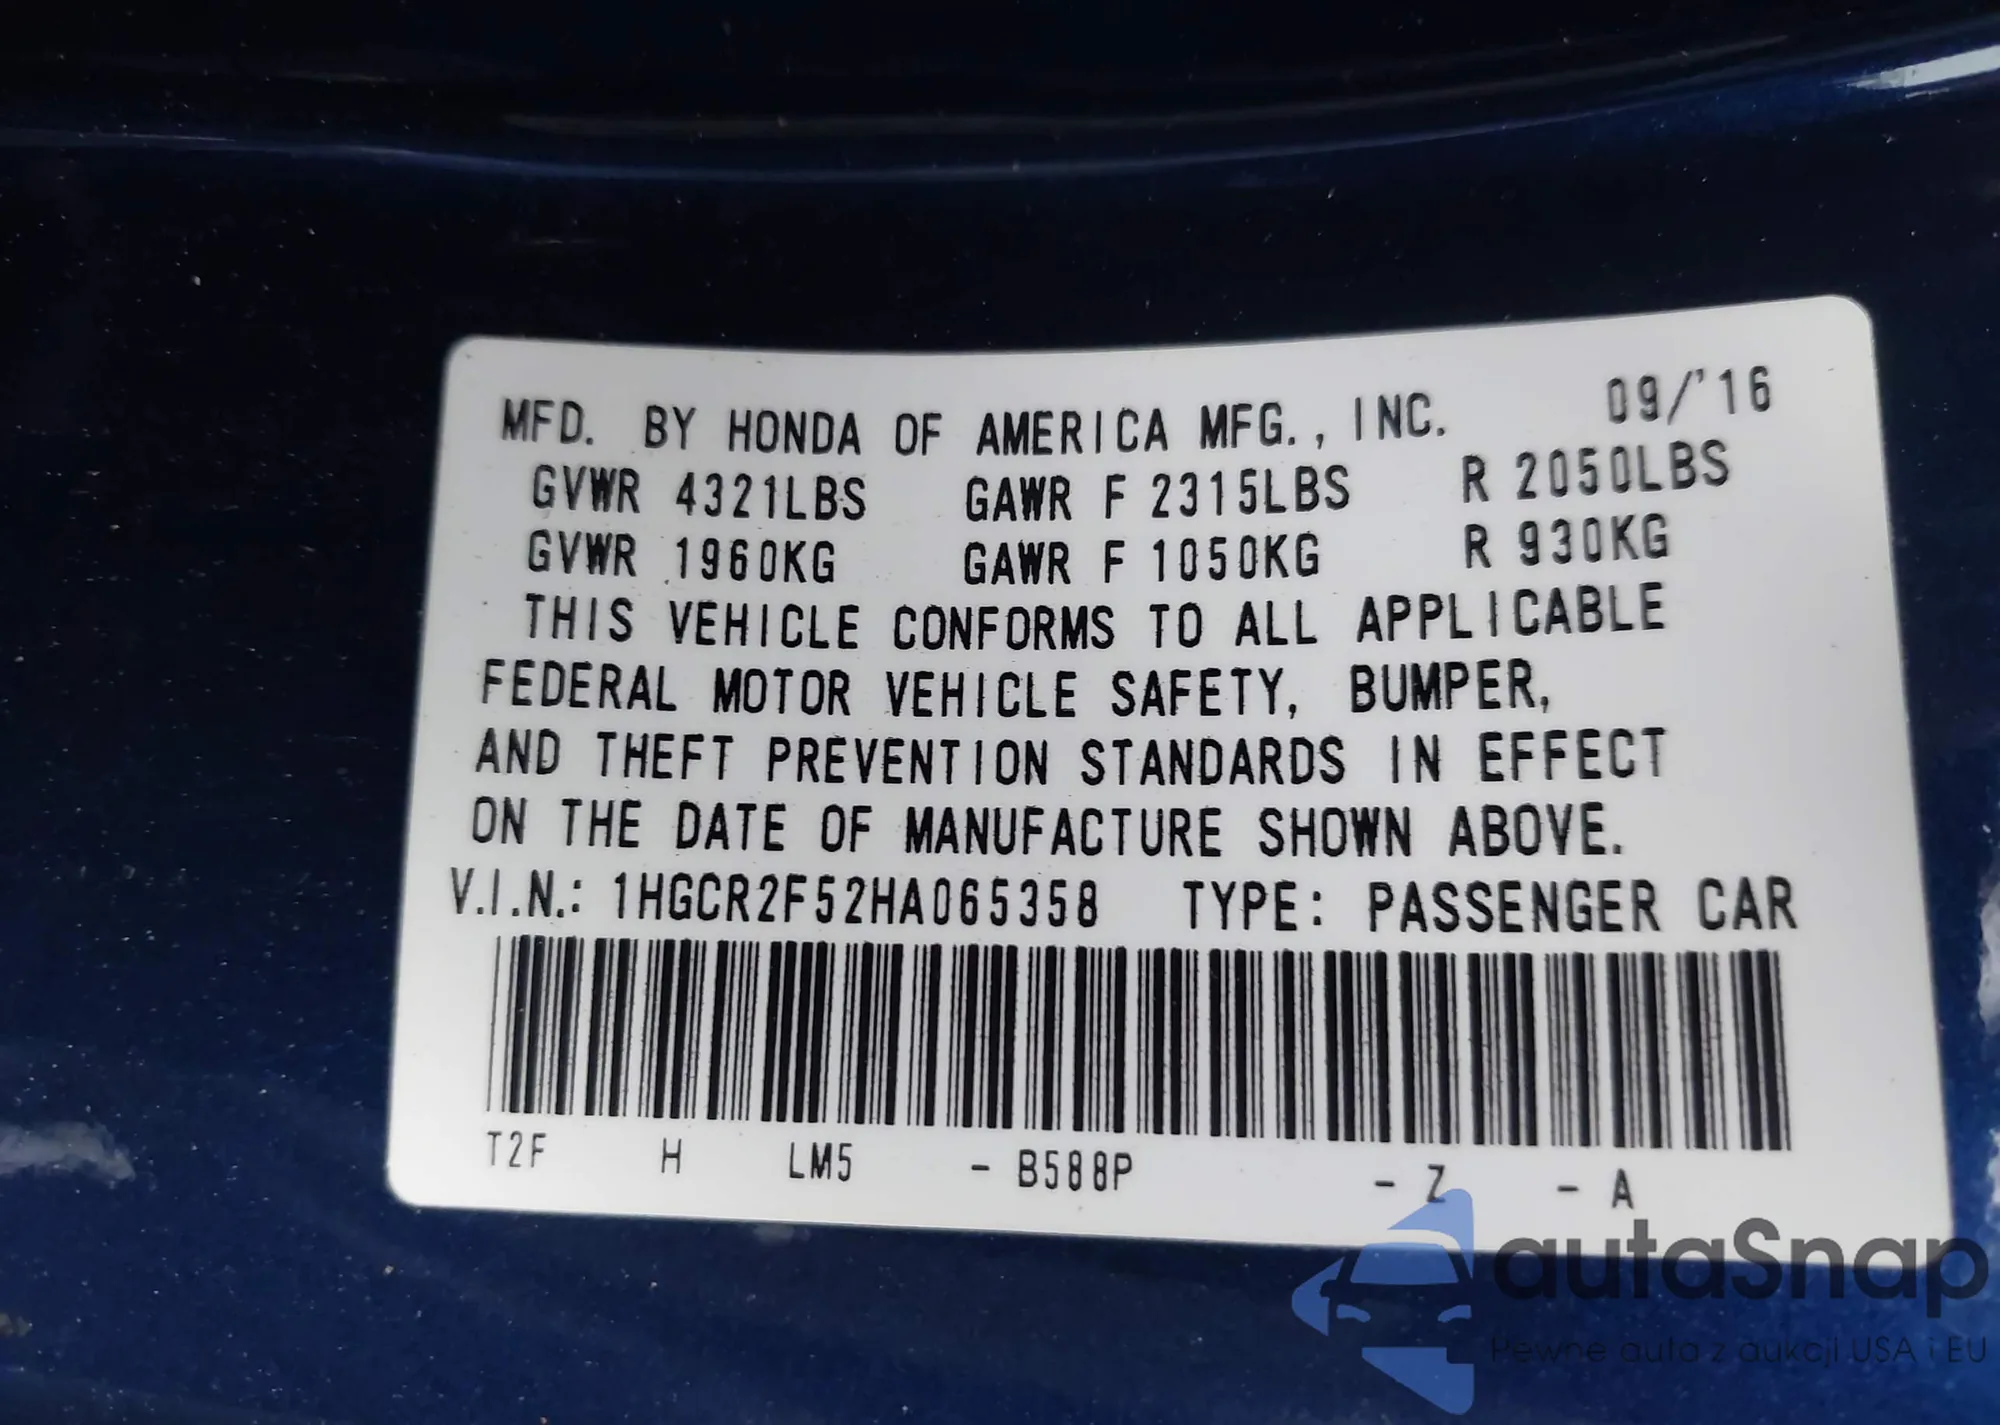 MFD. BY HONDA OF AMERICA MFG., INC. 09/'16
GVWR 4321LBS GAWR F 2315LBS R 2050LBS
GVWR 1960KG GAWR F 1050KG R 930KG
THIS VEHICLE CONFORMS TO ALL APPLICABLE
FEDERAL MOTOR VEHICLE SAFETY, BUMPER,
AND THEFT PREVENTION STANDARDS IN EFFECT
ON THE DATE OF MANUFACTURE SHOWN ABOVE.
V.I.N.: 1HGCR2F52HA065358 TYPE: PASSENGER CAR
T2F H LM5 - B588P - Z - A
autaSnap
Pewne auta z aukcji USA i EU